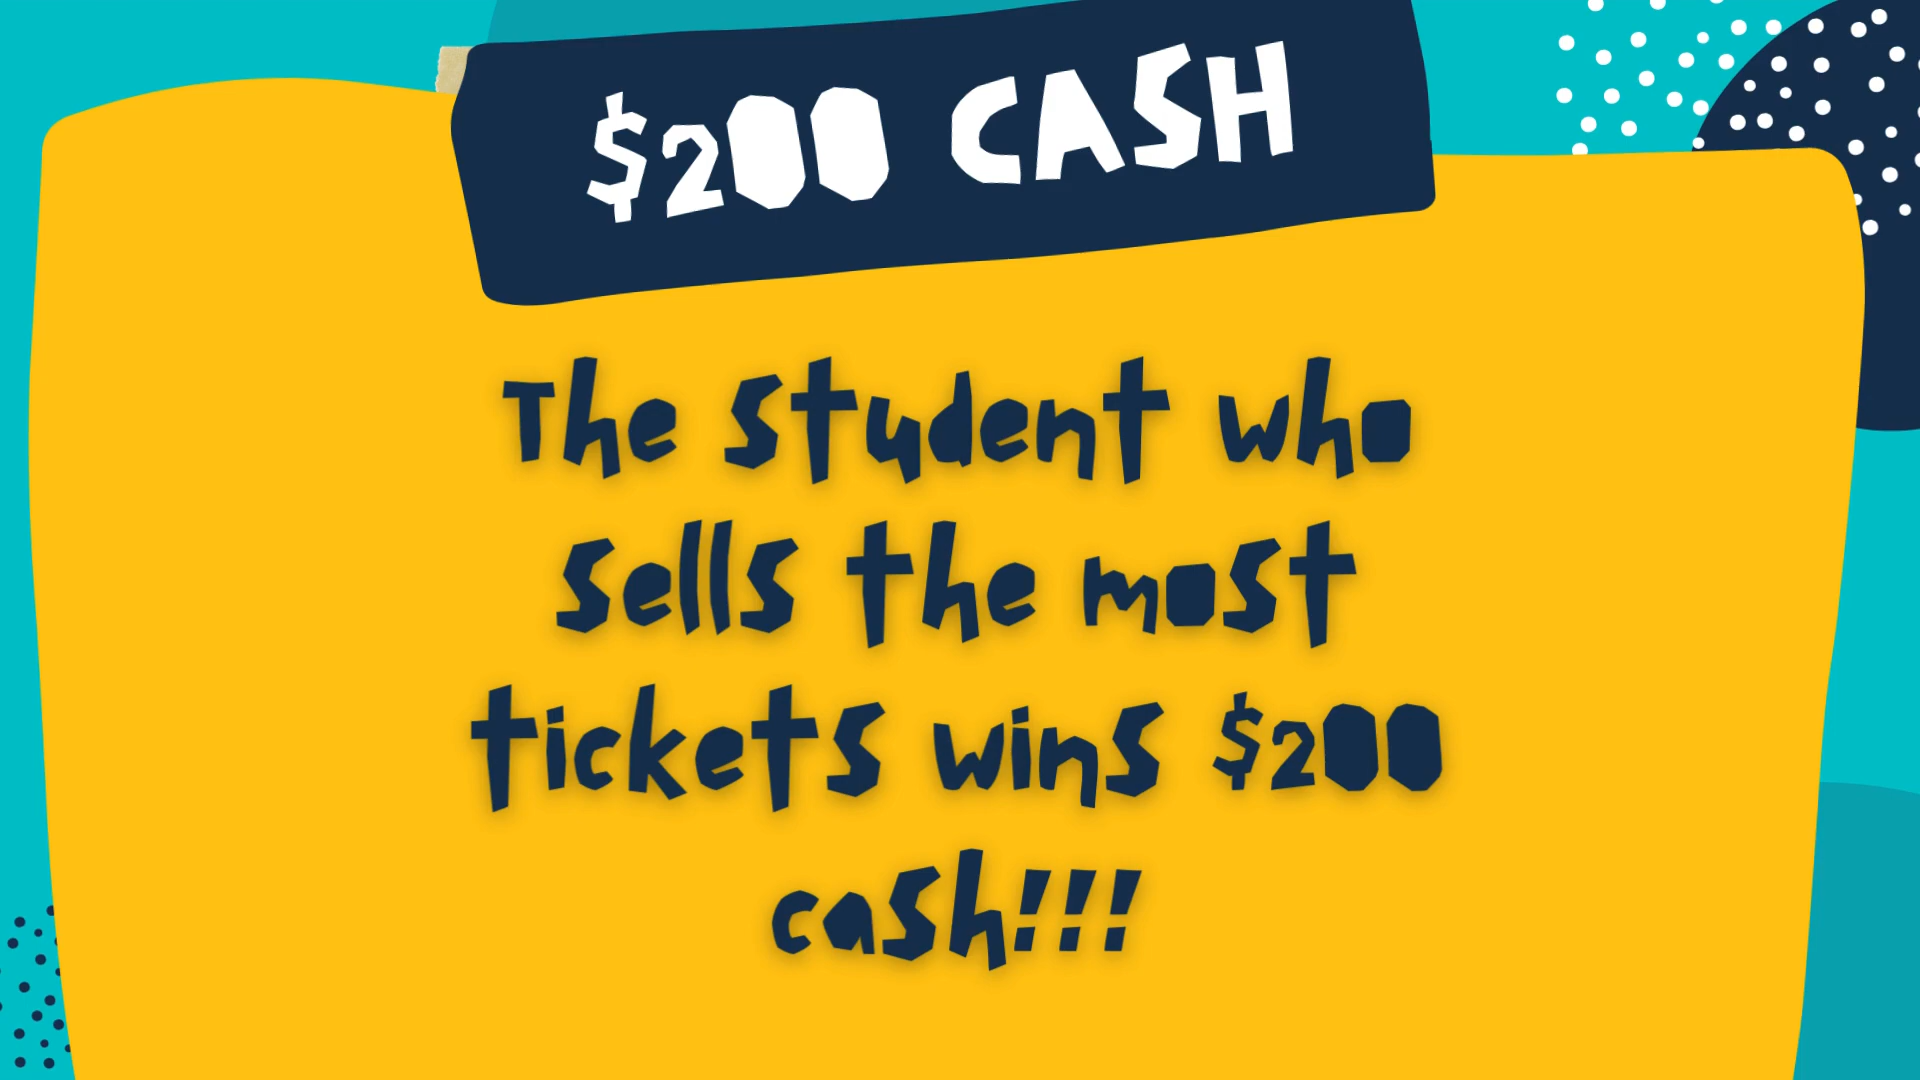 $200 CASH
The student who
sells the most
tickets wins $200
cash!!!